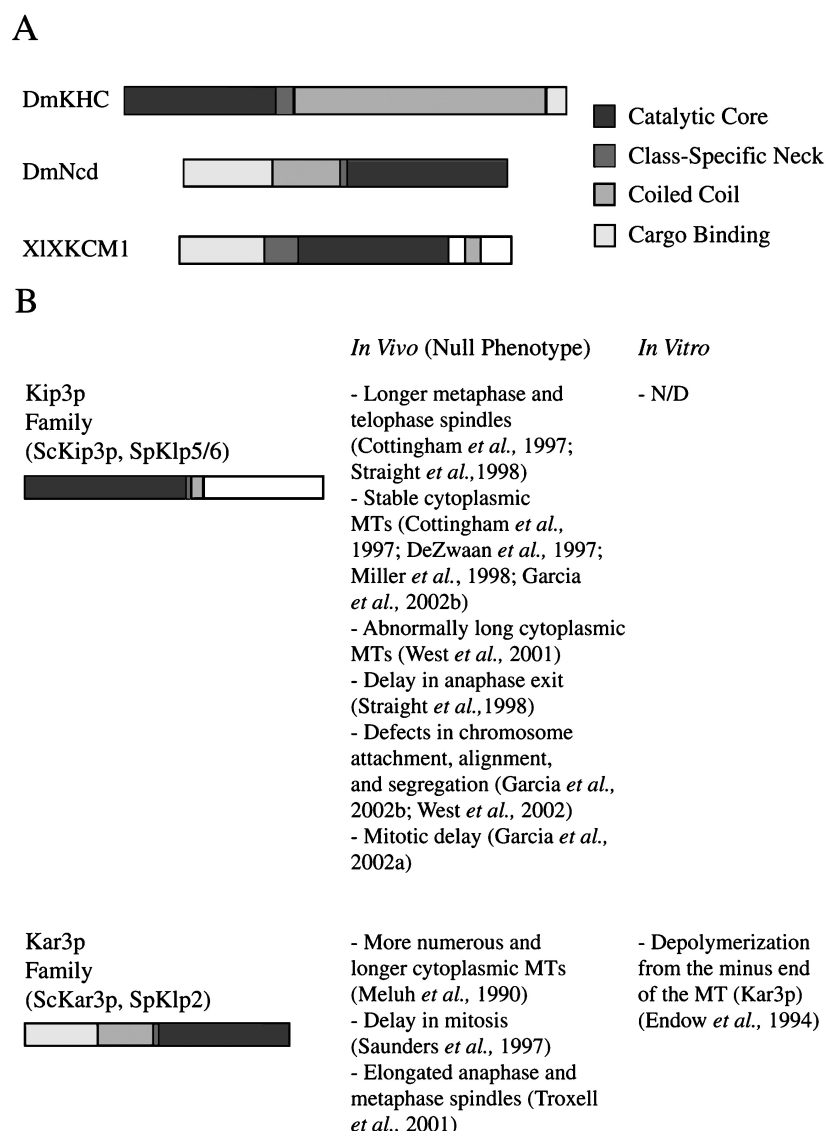 A
DmKHC
DmNcd
XlXKCM1
Catalytic Core
Class-Specific Neck
Coiled Coil
Cargo Binding
B
In Vivo (Null Phenotype)
In Vitro
Kip3p
Family
(ScKip3p, SpKlp5/6)
- Longer metaphase and
telophase spindles
(Cottingham et al., 1997;
Straight et al.,1998)
- Stable cytoplasmic
MTs (Cottingham et al.,
1997; DeZwaan et al., 1997;
Miller et al., 1998; Garcia
et al., 2002b)
- Abnormally long cytoplasmic
MTs (West et al., 2001)
- Delay in anaphase exit
(Straight et al.,1998)
- Defects in chromosome
attachment, alignment,
and segregation (Garcia et al.,
2002b; West et al., 2002)
- Mitotic delay (Garcia et al.,
2002a)
- N/D
Kar3p
Family
(ScKar3p, SpKlp2)
- More numerous and
longer cytoplasmic MTs
(Meluh et al., 1990)
- Delay in mitosis
(Saunders et al., 1997)
- Elongated anaphase and
metaphase spindles (Troxell
et al., 2001)
- Depolymerization
from the minus end
of the MT (Kar3p)
(Endow et al., 1994)